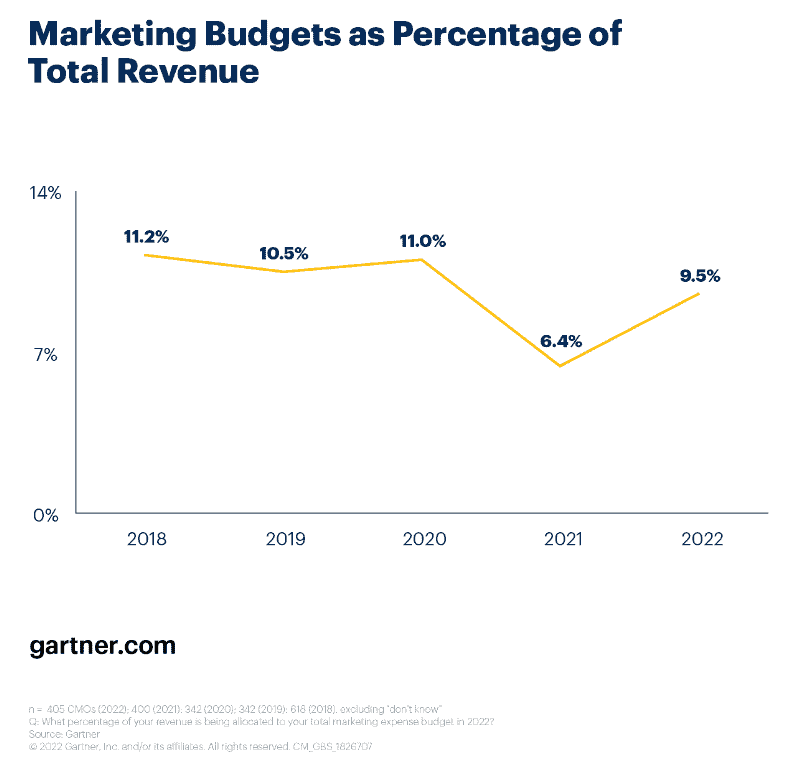 Marketing Budgets as Percentage of
Total Revenue
14%
7%
0%
11.2%
10.5%
11.0%
6.4%
9.5%
2018
2019
2020
2021
2022
gartner.com
n = 405 CMOs (2022); 400 (2021); 342 (2020); 342 (2019); 618 (2018), excluding "don't know"
Q: What percentage of your revenue is being allocated to your total marketing expense budget in 2022?
Source: Gartner
© 2022 Gartner, Inc. and/or its affiliates. All rights reserved. CM_GBS_1826707